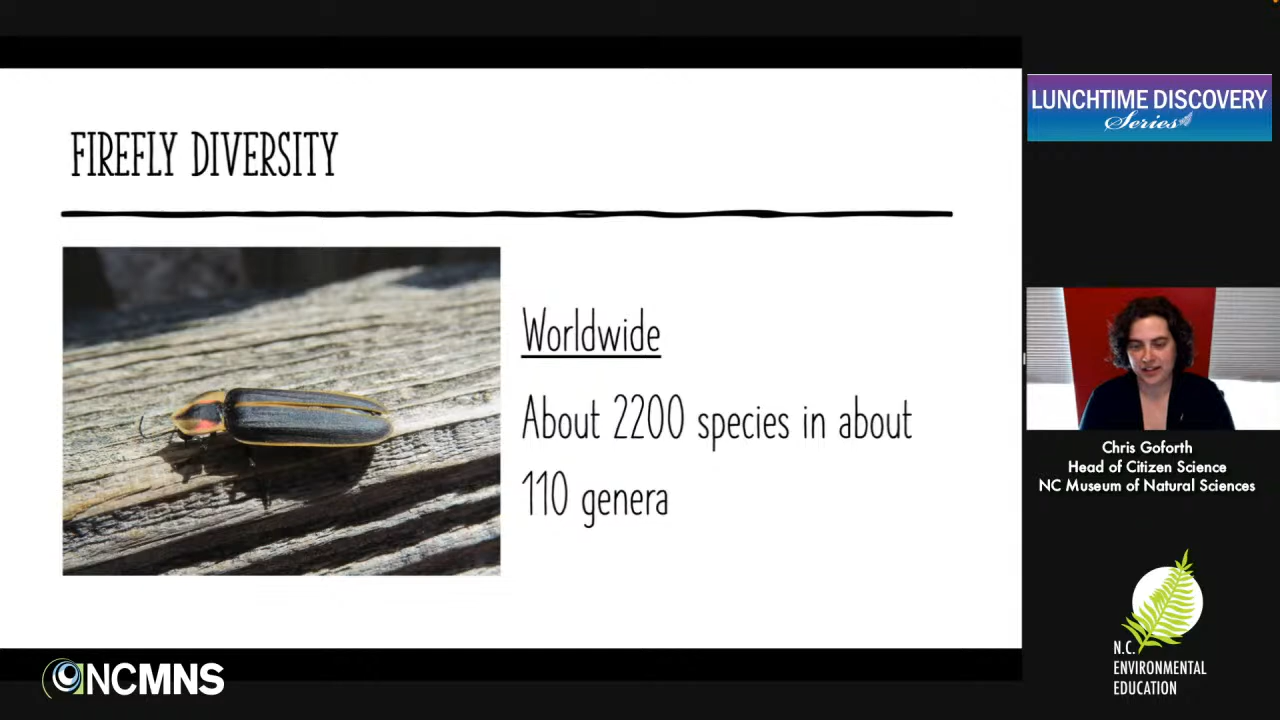 FIREFLY DIVERSITY
Worldwide
About 2200 species in about
110 genera
LUNCHTIME DISCOVERY
Series
Chris Goforth
Head of Citizen Science
NC Museum of Natural Sciences
NCMNS
N.C.
ENVIRONMENTAL
EDUCATION